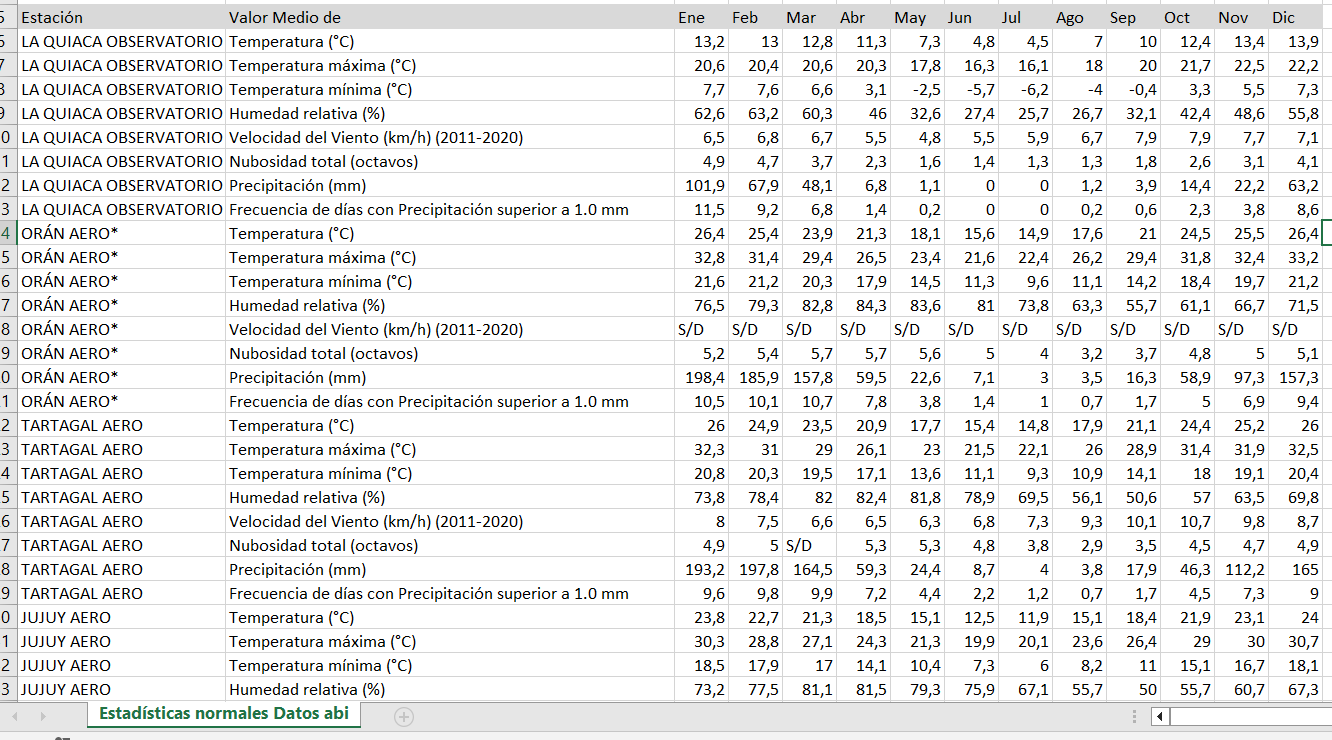 5 Estación Valor Medio de Ene Feb Mar Abr May Jun Jul Ago Sep Oct Nov Dic
6 LA QUIACA OBSERVATORIO Temperatura (°C) 13,2 13 12,8 11,3 7,3 4,8 4,5 7 10 12,4 13,4 13,9
7 LA QUIACA OBSERVATORIO Temperatura máxima (°C) 20,6 20,4 20,6 20,3 17,8 16,3 16,1 18 20 21,7 22,5 22,2
8 LA QUIACA OBSERVATORIO Temperatura mínima (°C) 7,7 7,6 6,6 3,1 -2,5 -5,7 -6,2 -4 -0,4 3,3 5,5 7,3
9 LA QUIACA OBSERVATORIO Humedad relativa (%) 62,6 63,2 60,3 46 32,6 27,4 25,7 26,7 32,1 42,4 48,6 55,8
0 LA QUIACA OBSERVATORIO Velocidad del Viento (km/h) (2011-2020) 6,5 6,8 6,7 5,5 4,8 5,5 5,9 6,7 7,9 7,9 7,7 7,1
1 LA QUIACA OBSERVATORIO Nubosidad total (octavos) 4,9 4,7 3,7 2,3 1,6 1,4 1,3 1,3 1,8 2,6 3,1 4,1
2 LA QUIACA OBSERVATORIO Precipitación (mm) 101,9 67,9 48,1 6,8 1,1 0 0 1,2 3,9 14,4 22,2 63,2
3 LA QUIACA OBSERVATORIO Frecuencia de días con Precipitación superior a 1.0 mm 11,5 9,2 6,8 1,4 0,2 0 0 0,2 0,6 2,3 3,8 8,6
4 ORÁN AERO* Temperatura (°C) 26,4 25,4 23,9 21,3 18,1 15,6 14,9 17,6 21 24,5 25,5 26,4
5 ORÁN AERO* Temperatura máxima (°C) 32,8 31,4 29,4 26,5 23,4 21,6 22,4 26,2 29,4 31,8 32,4 33,2
6 ORÁN AERO* Temperatura mínima (°C) 21,6 21,2 20,3 17,9 14,5 11,3 9,6 11,1 14,2 18,4 19,7 21,2
7 ORÁN AERO* Humedad relativa (%) 76,5 79,3 82,8 84,3 83,6 81 73,8 63,3 55,7 61,1 66,7 71,5
8 ORÁN AERO* Velocidad del Viento (km/h) (2011-2020) S/D S/D S/D S/D S/D S/D S/D S/D S/D S/D S/D S/D
9 ORÁN AERO* Nubosidad total (octavos) 5,2 5,4 5,7 5,7 5,6 5 4 3,2 3,7 4,8 5 5,1
0 ORÁN AERO* Precipitación (mm) 198,4 185,9 157,8 59,5 22,6 7,1 3 3,5 16,3 58,9 97,3 157,3
1 ORÁN AERO* Frecuencia de días con Precipitación superior a 1.0 mm 10,5 10,1 10,7 7,8 3,8 1,4 1 0,7 1,7 5 6,9 9,4
2 TARTAGAL AERO Temperatura (°C) 26 24,9 23,5 20,9 17,7 15,4 14,8 17,9 21,1 24,4 25,2 26
3 TARTAGAL AERO Temperatura máxima (°C) 32,3 31 29 26,1 23 21,5 22,1 26 28,9 31,4 31,9 32,5
4 TARTAGAL AERO Temperatura mínima (°C) 20,8 20,3 19,5 17,1 13,6 11,1 9,3 10,9 14,1 18 19,1 20,4
5 TARTAGAL AERO Humedad relativa (%) 73,8 78,4 82 82,4 81,8 78,9 69,5 56,1 50,6 57 63,5 69,8
6 TARTAGAL AERO Velocidad del Viento (km/h) (2011-2020) 8 7,5 6,6 6,5 6,3 6,8 7,3 9,3 10,1 10,7 9,8 8,7
7 TARTAGAL AERO Nubosidad total (octavos) 4,9 5 S/D 5,3 5,3 4,8 3,8 2,9 3,5 4,5 4,7 4,9
8 TARTAGAL AERO Precipitación (mm) 193,2 197,8 164,5 59,3 24,4 8,7 4 3,8 17,9 46,3 112,2 165
9 TARTAGAL AERO Frecuencia de días con Precipitación superior a 1.0 mm 9,6 9,8 9,9 7,2 4,4 2,2 1,2 0,7 1,7 4,5 7,3 9
0 JUJUY AERO Temperatura (°C) 23,8 22,7 21,3 18,5 15,1 12,5 11,9 15,1 18,4 21,9 23,1 24
1 JUJUY AERO Temperatura máxima (°C) 30,3 28,8 27,1 24,3 21,3 19,9 20,1 23,6 26,4 29 30 30,7
2 JUJUY AERO Temperatura mínima (°C) 18,5 17,9 17 14,1 10,4 7,3 6 8,2 11 15,1 16,7 18,1
3 JUJUY AERO Humedad relativa (%) 73,2 77,5 81,1 81,5 79,3 75,9 67,1 55,7 50 55,7 60,7 67,3
Estadísticas normales Datos abi